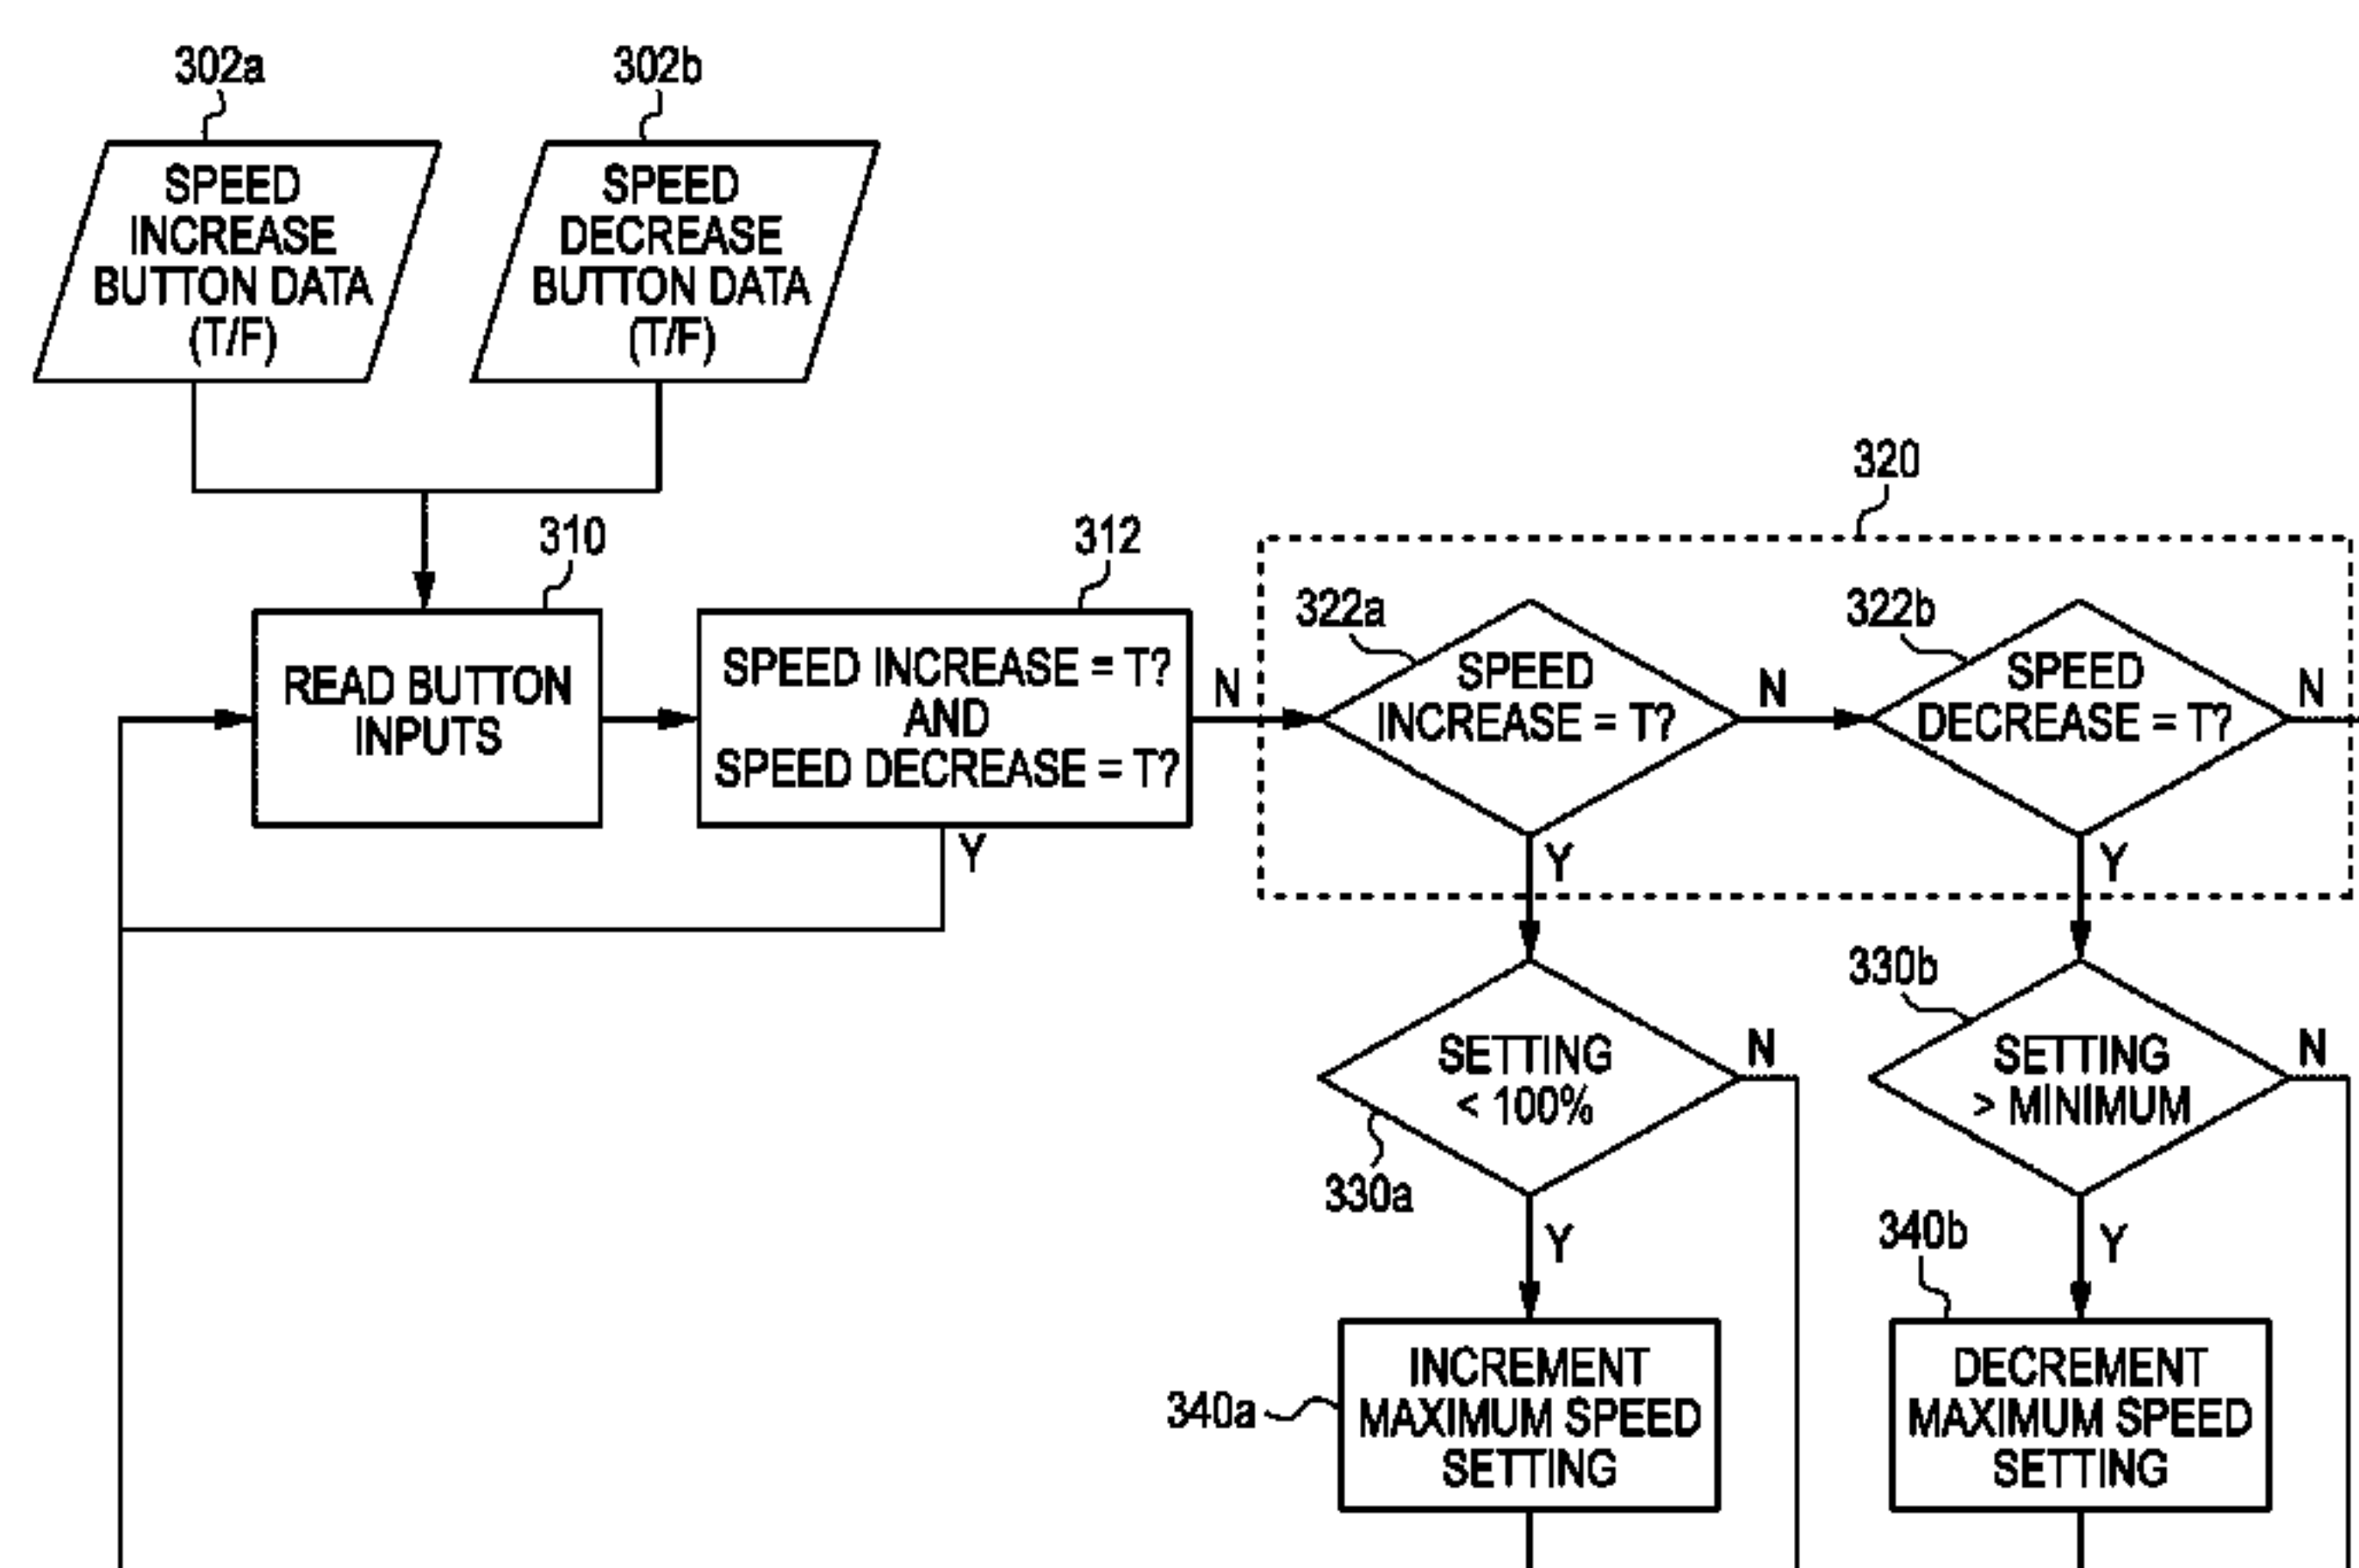 302a
302b
SPEED
INCREASE
BUTTON DATA
(T/F)
SPEED
DECREASE
BUTTON DATA
(T/F)
320
310
312
READ BUTTON
INPUTS
SPEED INCREASE = T?
AND
SPEED DECREASE = T?
N
Y
322a
SPEED
INCREASE = T?
N
Y
322b
SPEED
DECREASE = T?
N
Y
330a
SETTING
< 100%
N
Y
330b
SETTING
> MINIMUM
N
Y
340a
INCREMENT
MAXIMUM SPEED
SETTING
340b
DECREMENT
MAXIMUM SPEED
SETTING